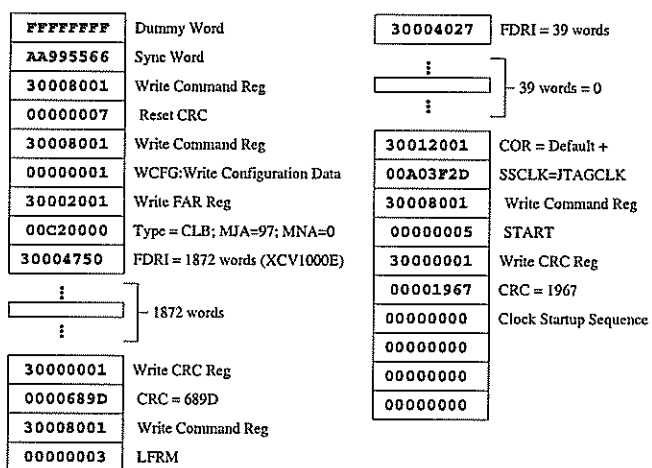 FFFFFFFF Dummy Word
AA995566 Sync Word
30008001 Write Command Reg
00000007 Reset CRC
30008001 Write Command Reg
00000001 WCFG:Write Configuration Data
30002001 Write FAR Reg
00C20000 Type = CLB; MJA=97; MNA=0
30004750 FDRI = 1872 words (XCV1000E)
1872 words
30000001 Write CRC Reg
0000689D CRC = 689D
30008001 Write Command Reg
00000003 LFRM
30004027 FDRI = 39 words
39 words = 0
30012001 COR = Default +
00A03F2D SSCLK=JTAGCLK
30008001 Write Command Reg
00000005 START
30000001 Write CRC Reg
00001967 CRC = 1967
00000000 Clock Startup Sequence
00000000
00000000
00000000